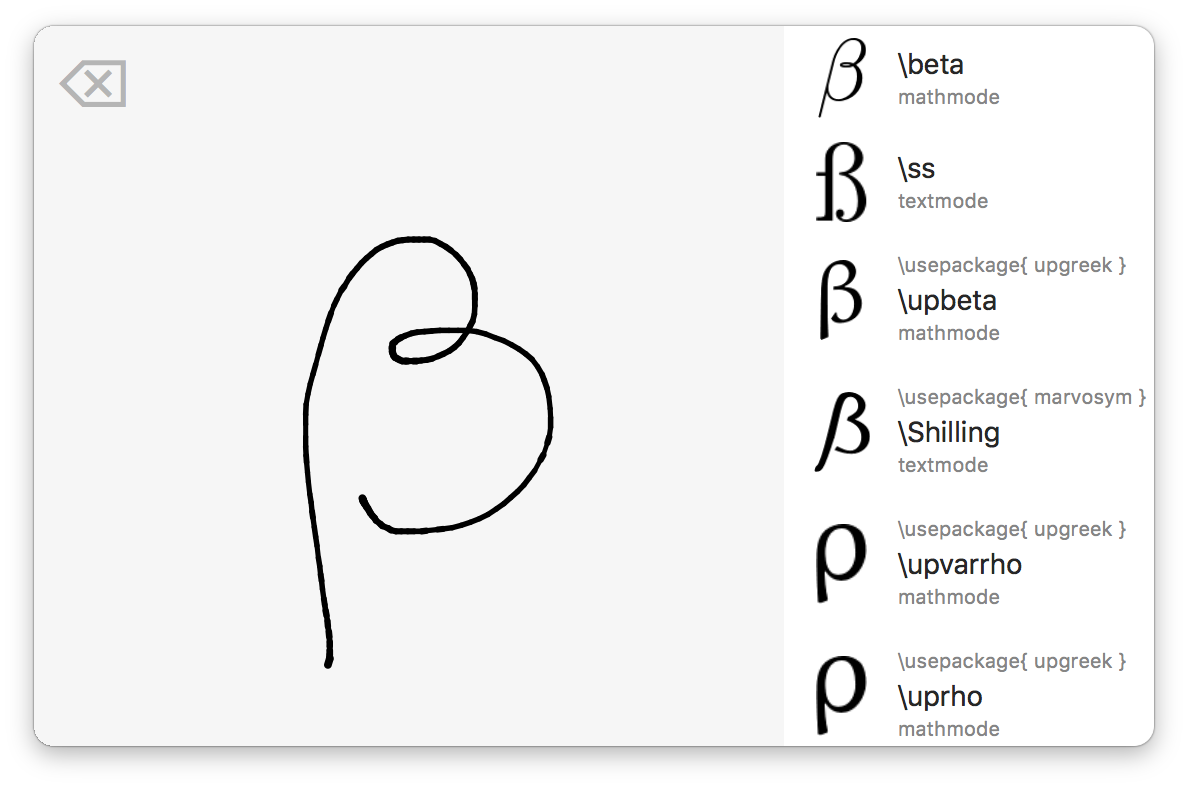 β
β \beta
mathmode
ß \ss
textmode
\usepackage{ upgreek }
β \upbeta
mathmode
\usepackage{ marvosym }
ß \Shilling
textmode
\usepackage{ upgreek }
ρ \upvarrho
mathmode
\usepackage{ upgreek }
ρ \uprho
mathmode